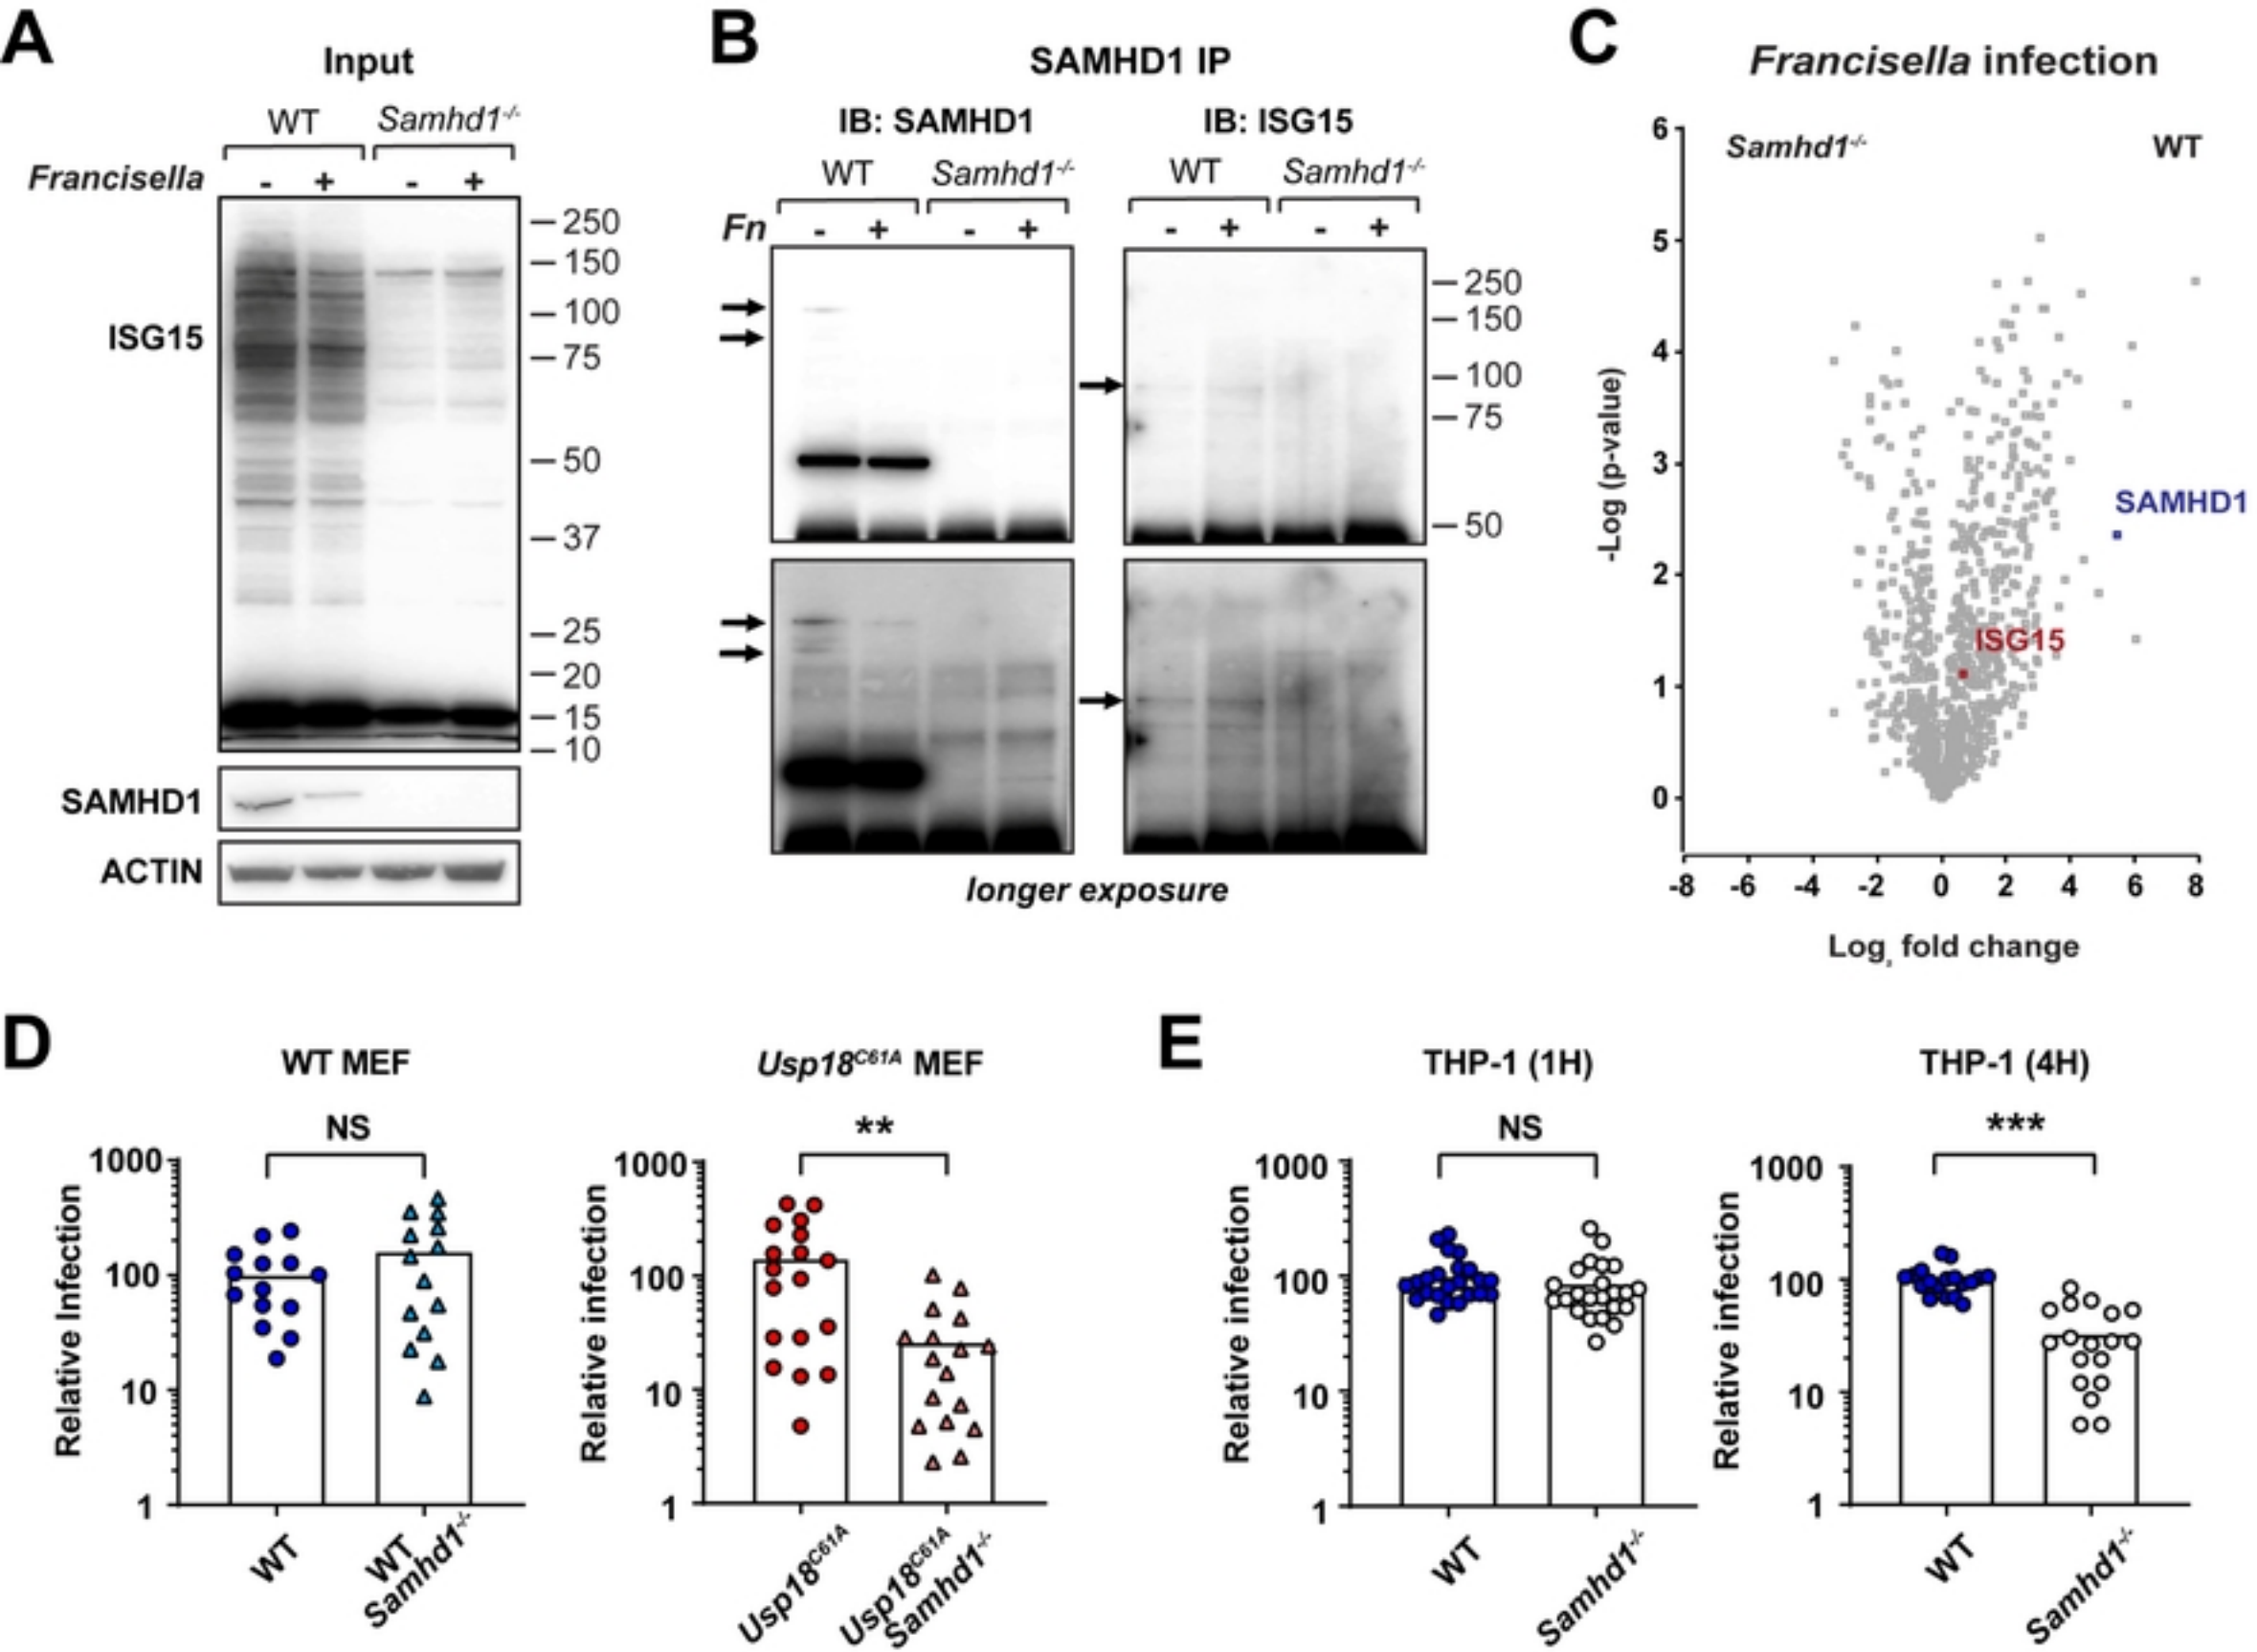 A
Input
WT Samhd1-/-
Francisella - + - +
250
150
100
ISG15
75
50
37
25
20
15
10
SAMHD1
ACTIN
B
SAMHD1 IP
IB: SAMHD1 IB: ISG15
WT Samhd1-/- WT Samhd1-/-
Fn - + - + - + - +
250
150
100
75
50
longer exposure
C
Francisella infection
Samhd1-/- WT
-Log (p-value)
6
5
4
3
2
1
0
SAMHD1
ISG15
-8 -6 -4 -2 0 2 4 6 8
Log, fold change
D
WT MEF
NS
Relative Infection
1000
100
10
1
WT
WT
Samhd1-/-
Usp18C61A MEF
**
Relative infection
1000
100
10
1
Usp18C61A
Usp18C61A
Samhd1-/-
E
THP-1 (1H)
NS
Relative infection
1000
100
10
1
WT
Samhd1-/-
THP-1 (4H)
***
Relative infection
1000
100
10
1
WT
Samhd1-/-